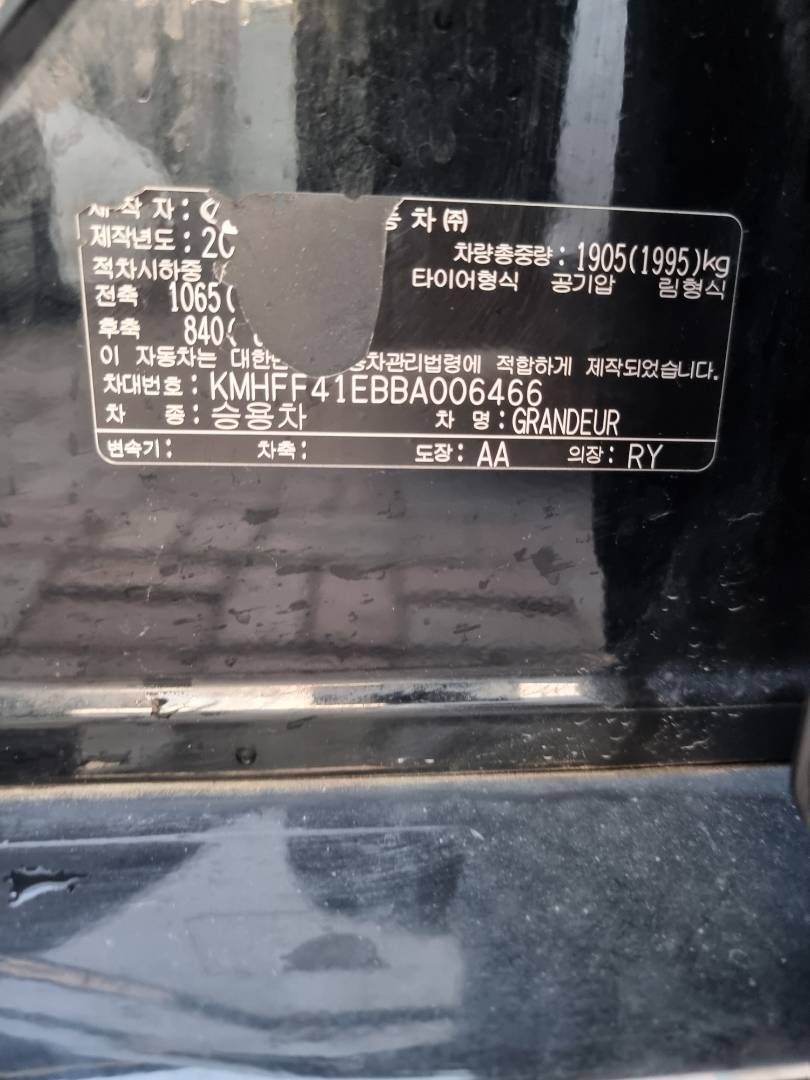 제작자:
동차㈜
제작년도: 20
차량총중량: 1905(1995)kg
적차시하중
타이어형식 공기압 림형식
전축 1065(
후축 840(
이 자동차는 동차관리법령에 적합하게 제작되었습니다.
차대번호: KMHFF41EBBA006466
차 종: 승용차 차 명: GRANDEUR
변속기: 차축: 도장: AA 의장: RY